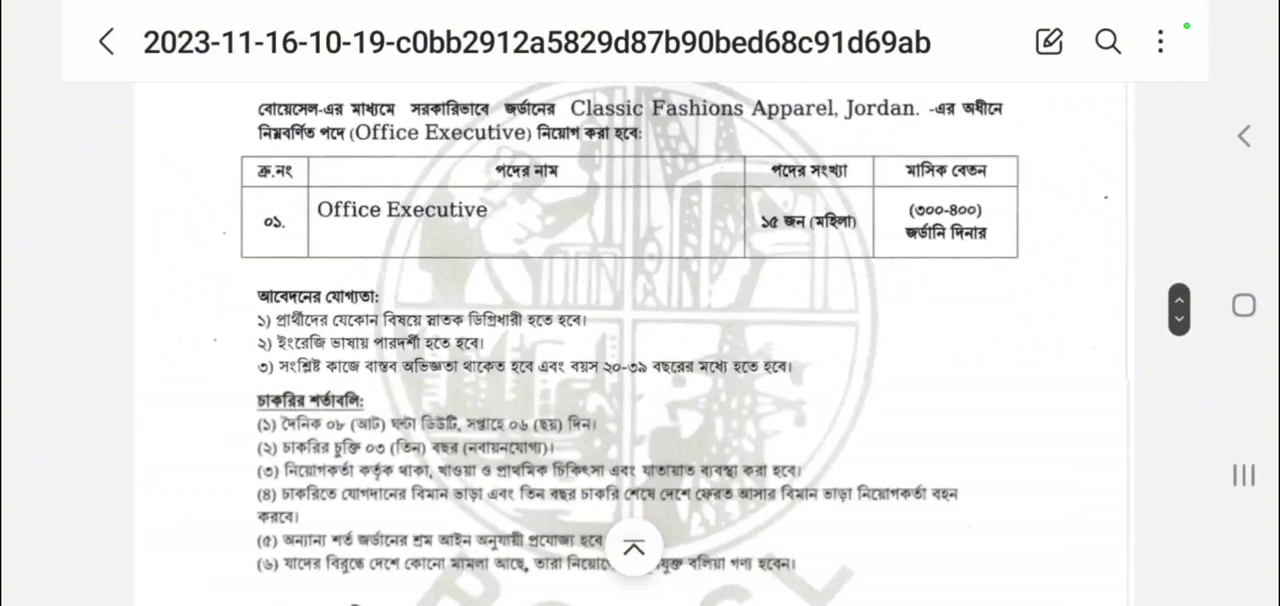 2023-11-16-10-19-c0bb2912a5829d87b90bed68c91d69ab
বোয়েসেল-এর মাধ্যমে সরকারিভাবে জর্ডানের Classic Fashions Apparel, Jordan. -এর অধীনে
নিম্নবর্ণিত পদে (Office Executive) নিয়োগ করা হবে:
ক্র.নং পদের নাম পদের সংখ্যা মাসিক বেতন
০১. Office Executive ১৫ জন (মহিলা) (৩০০-৪০০)
জর্ডানি দিনার
আবেদনের যোগ্যতা:
১) প্রার্থীদের যেকোন বিষয়ে স্নাতক ডিগ্রিধারী হতে হবে।
২) ইংরেজি ভাষায় পারদর্শী হতে হবে।
৩) সংশ্লিষ্ট কাজে বাস্তব অভিজ্ঞতা থাকেত হবে এবং বয়স ২০-৩৯ বছরের মধ্যে হতে হবে।
চাকরির শর্তাবলি:
(১) দৈনিক ০৮ (আট) ঘন্টা ডিউটি, সপ্তাহে ০৬ (ছয়) দিন।
(২) চাকরির চুক্তি ০৩ (তিন) বছর (নবায়নযোগ্য)।
(৩) নিয়োগকর্তা কর্তৃক থাকা, খাওয়া ও প্রাথমিক চিকিৎসা এবং যাতায়াত ব্যবস্থা করা হবে।
(৪) চাকরিতে যোগদানের বিমান ভাড়া এবং তিন বছর চাকরি শেষে দেশে ফেরত আসার বিমান ভাড়া নিয়োগকর্তা বহন
করবে।
(৫) অন্যান্য শর্ত জর্ডানের শ্রম আইন অনুযায়ী প্রযোজ্য হবে
(৬) যাদের বিরুদ্ধে দেশে কোনো মামলা আছে, তারা বলিয়া গণ্য হবেন।